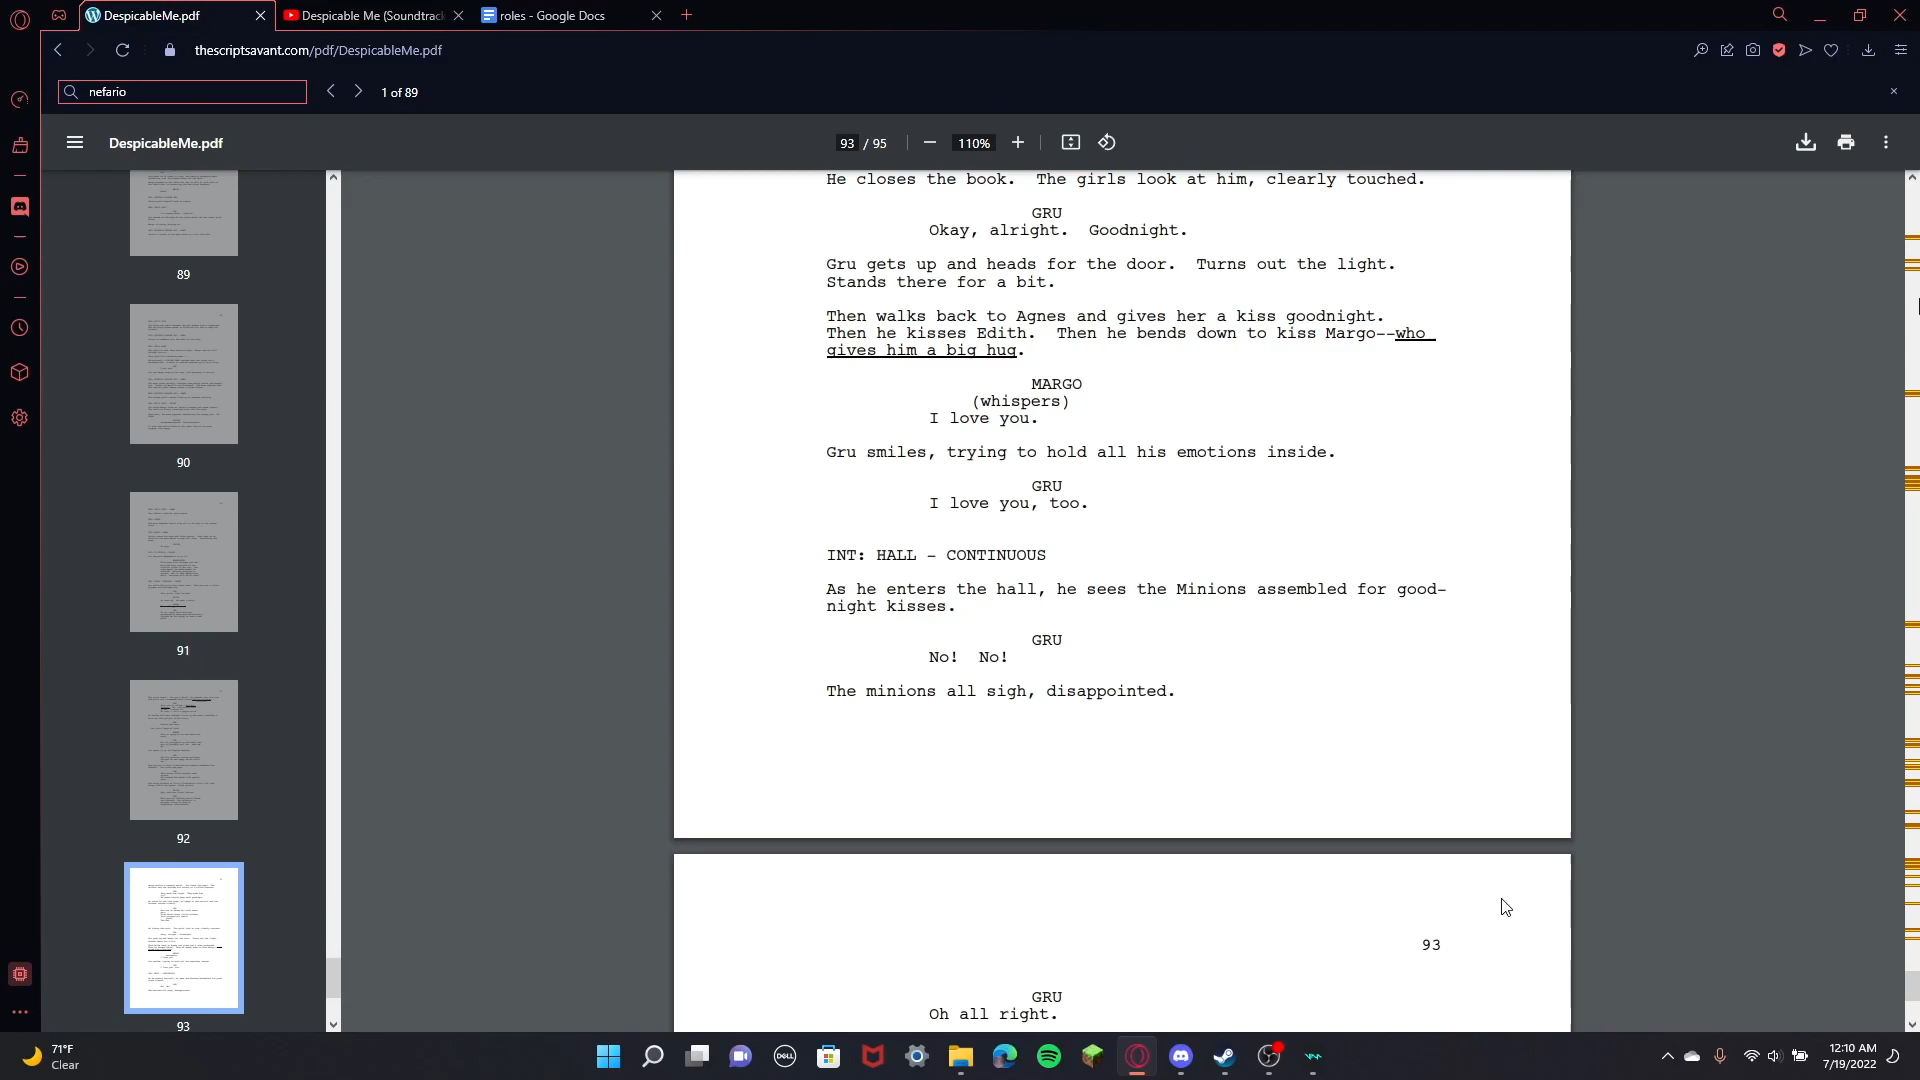 DespicableMe.pdf
Despicable Me (Soundtrack
roles - Google Docs
thescriptsavant.com/pdf/DespicableMe.pdf
nefario
1 of 89
DespicableMe.pdf
93 / 95
110%
He closes the book. The girls look at him, clearly touched.
GRU
Okay, alright. Goodnight.
Gru gets up and heads for the door. Turns out the light.
Stands there for a bit.
Then walks back to Agnes and gives her a kiss goodnight.
Then he kisses Edith. Then he bends down to kiss Margo--who
gives him a big hug.
MARGO
(whispers)
I love you.
Gru smiles, trying to hold all his emotions inside.
GRU
I love you, too.
INT: HALL - CONTINUOUS
As he enters the hall, he sees the Minions assembled for good-
night kisses.
GRU
No! No!
The minions all sigh, disappointed.
93
GRU
Oh all right.
89
90
91
92
93
71°F
Clear
DELL
12:10 AM
7/19/2022